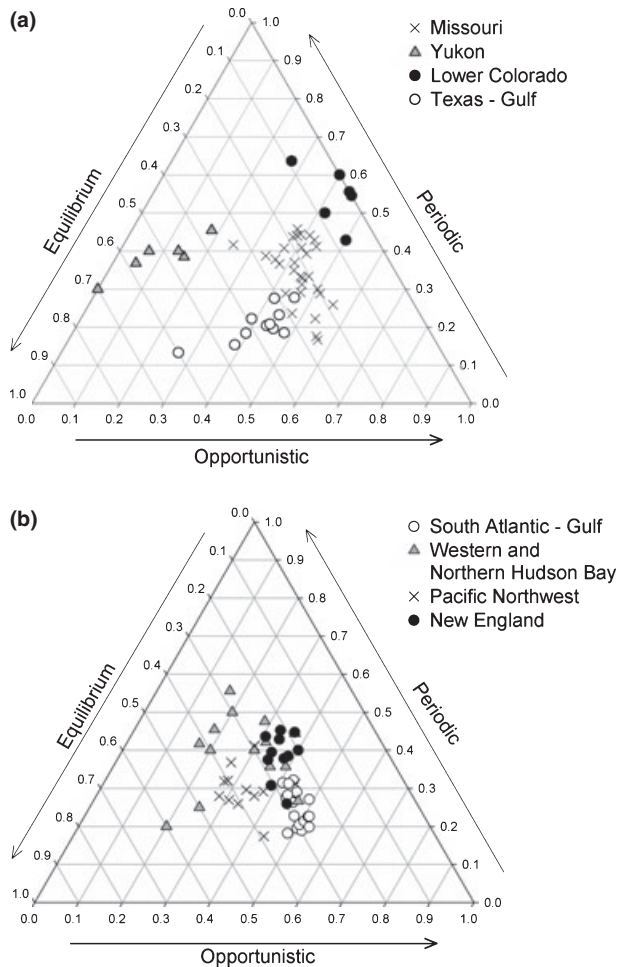 (a)
Missouri
Yukon
Lower Colorado
Texas - Gulf
0.0
1.0
0.1
0.9
0.2
0.8
0.3
0.7
0.4
0.6
0.5
0.5
0.6
0.4
0.7
0.3
0.8
0.2
0.9
0.1
1.0
0.0
Equilibrium
Periodic
0.0 0.1 0.2 0.3 0.4 0.5 0.6 0.7 0.8 0.9 1.0
Opportunistic
(b)
South Atlantic - Gulf
Western and
Northern Hudson Bay
Pacific Northwest
New England
0.0
1.0
0.1
0.9
0.2
0.8
0.3
0.7
0.4
0.6
0.5
0.5
0.6
0.4
0.7
0.3
0.8
0.2
0.9
0.1
1.0
0.0
Equilibrium
Periodic
0.0 0.1 0.2 0.3 0.4 0.5 0.6 0.7 0.8 0.9 1.0
Opportunistic